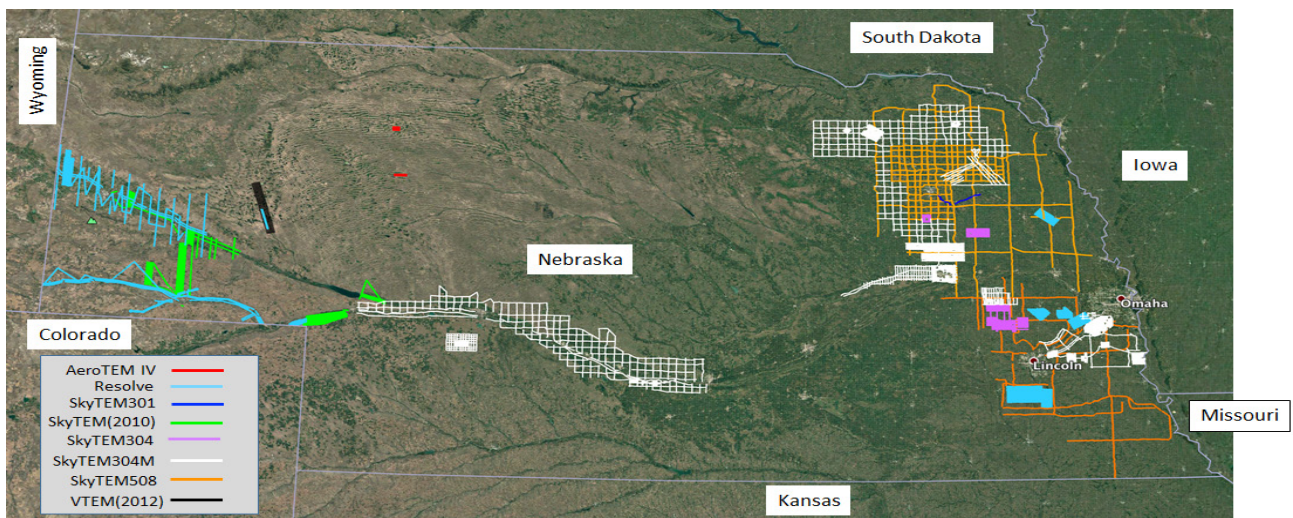 South Dakota
Wyoming
Iowa
Nebraska
Omaha
Colorado
Lincoln
AeroTEM IV
Resolve
SkyTEM301
SkyTEM(2010)
SkyTEM304
SkyTEM304M
SkyTEM508
VTEM(2012)
Missouri
Kansas